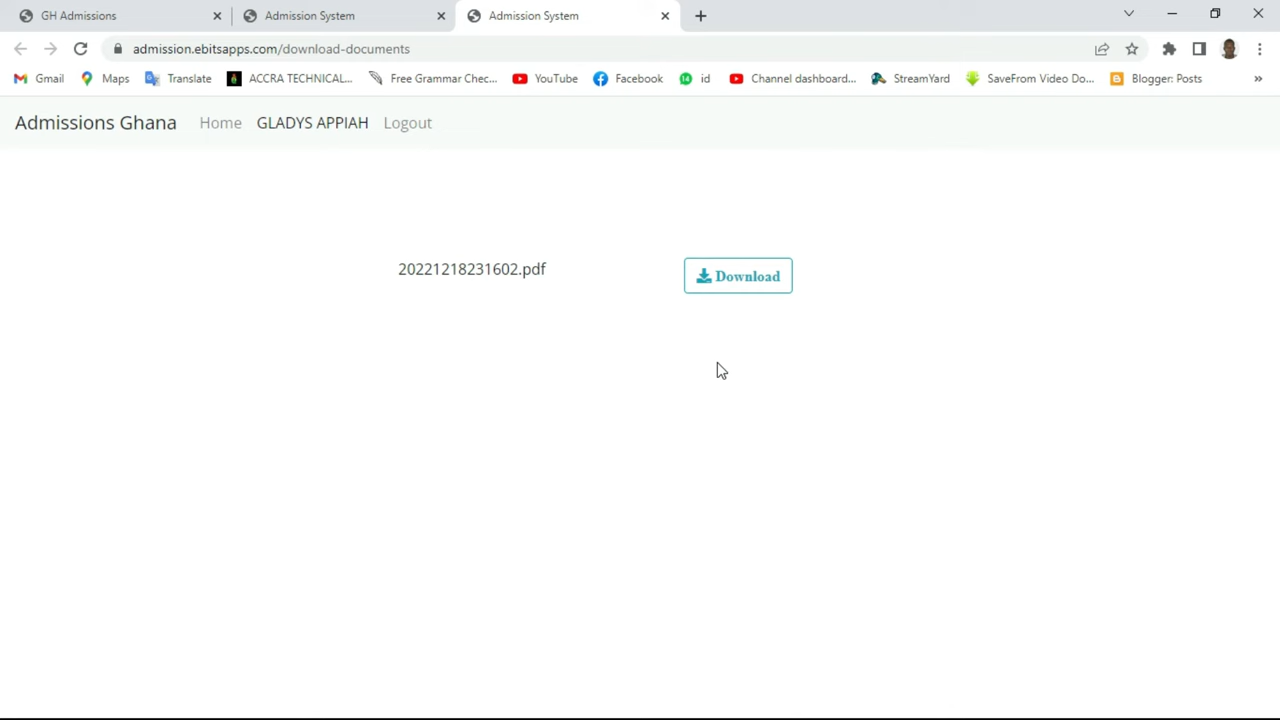 GH Admissions
Admission System
Admission System
admission.ebitsapps.com/download-documents
Gmail Maps Translate ACCRA TECHNICAL... Free Grammar Chec... YouTube Facebook id Channel dashboard... StreamYard SaveFrom Video Do... Blogger: Posts »
Admissions Ghana Home GLADYS APPIAH Logout
20221218231602.pdf Download